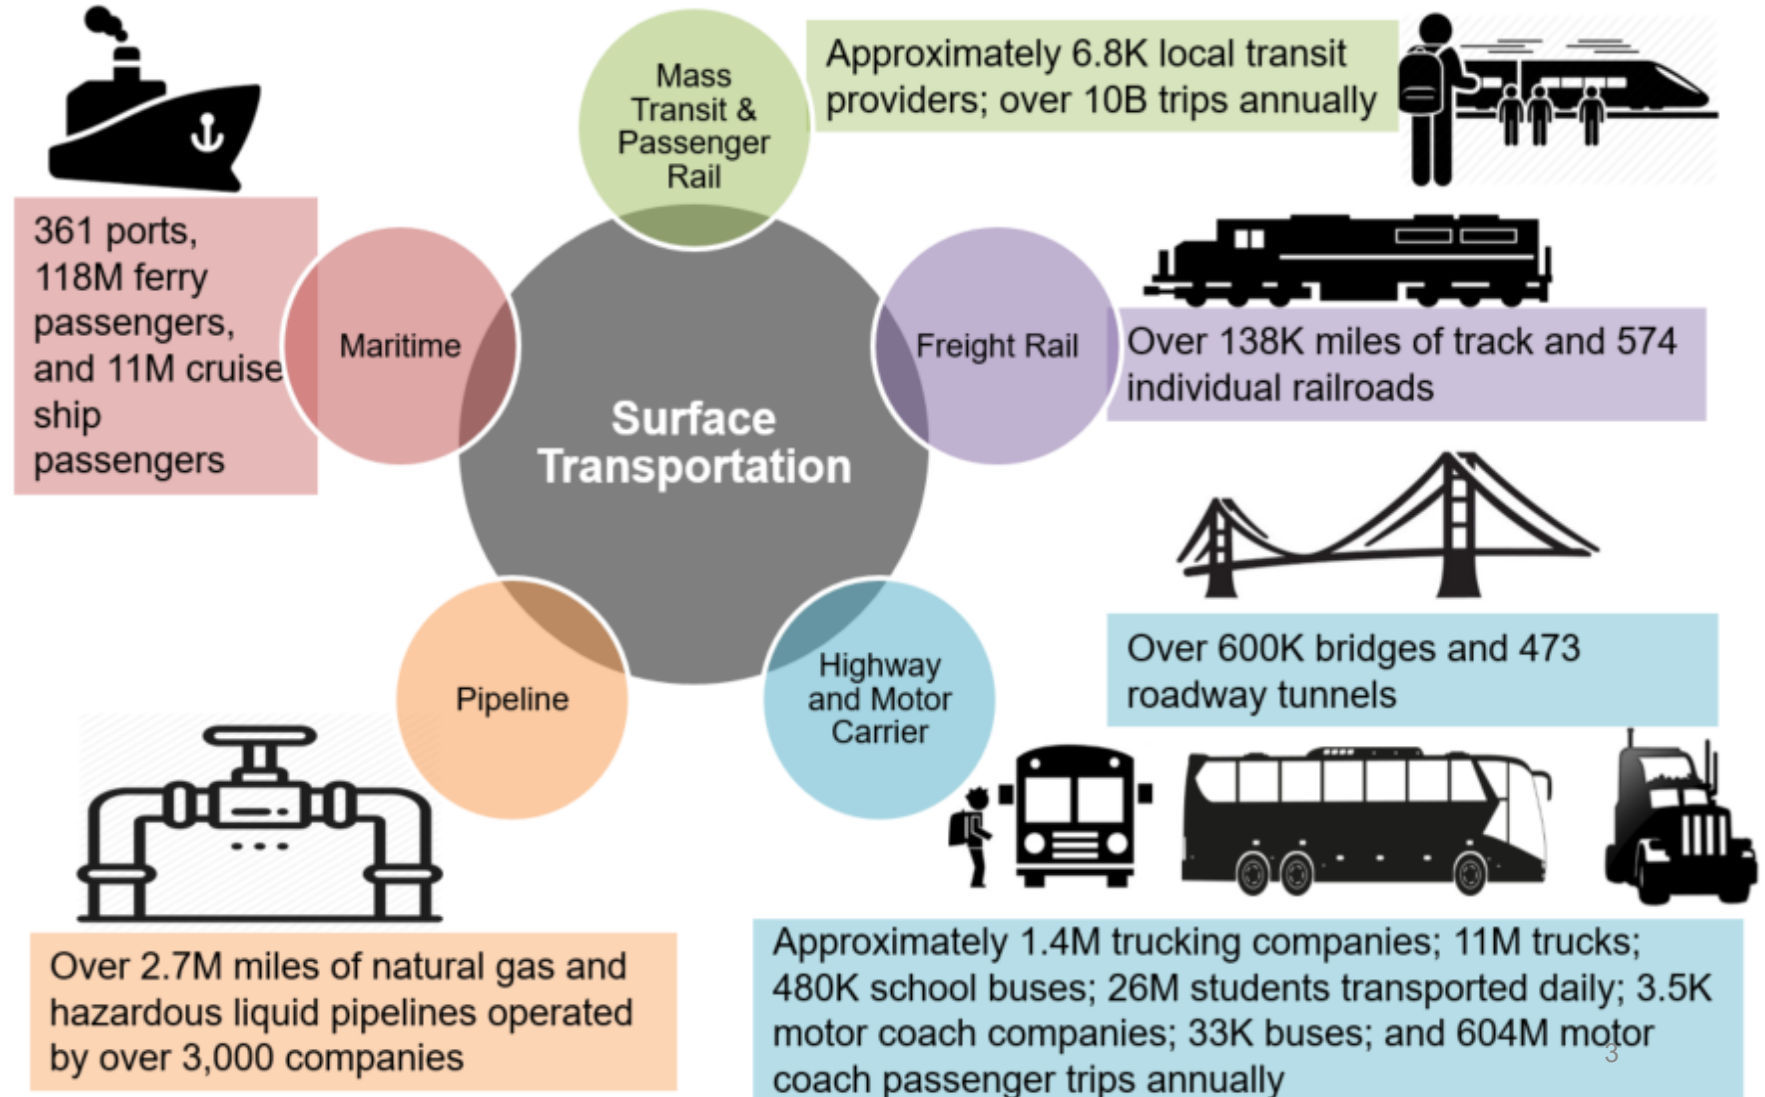 Mass
Transit &
Passenger
Rail
Approximately 6.8K local transit
providers; over 10B trips annually
361 ports,
118M ferry
passengers,
and 11M cruise
ship
passengers
Maritime
Freight Rail
Over 138K miles of track and 574
individual railroads
Surface
Transportation
Over 600K bridges and 473
roadway tunnels
Pipeline
Highway
and Motor
Carrier
Over 2.7M miles of natural gas and
hazardous liquid pipelines operated
by over 3,000 companies
Approximately 1.4M trucking companies; 11M trucks;
480K school buses; 26M students transported daily; 3.5K
motor coach companies; 33K buses; and 604M motor
coach passenger trips annually
3